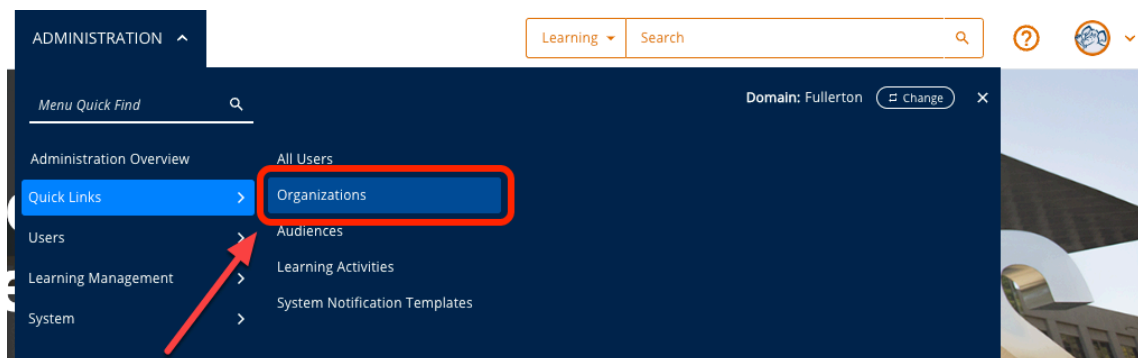 ADMINISTRATION
Learning
Search
Menu Quick Find
Domain: Fullerton
Change
Administration Overview
Quick Links
Users
Learning Management
System
All Users
Organizations
Audiences
Learning Activities
System Notification Templates